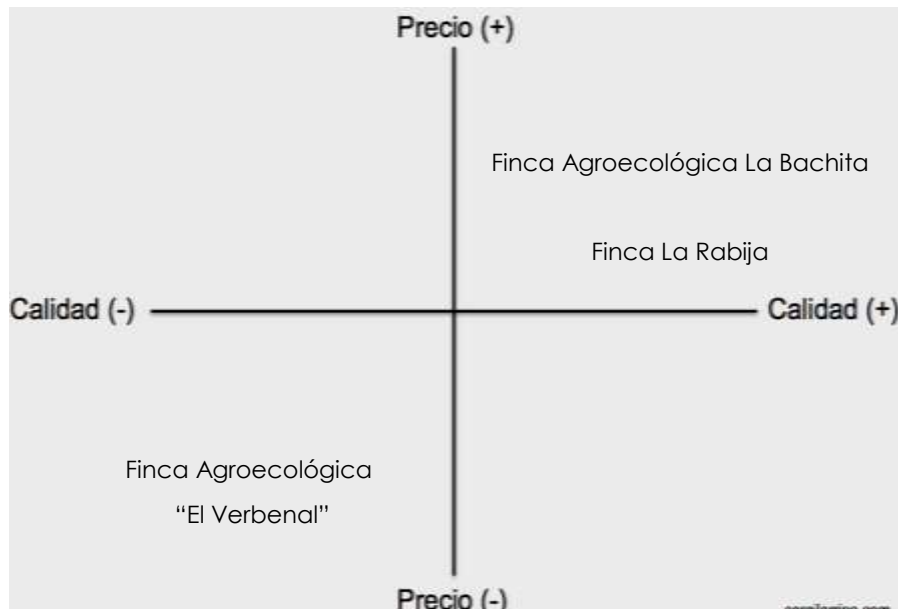 Precio (+)
Finca Agroecológica La Bachita
Finca La Rabija
Calidad (-)
Calidad (+)
Finca Agroecológica
“El Verbenal”
Precio (-)